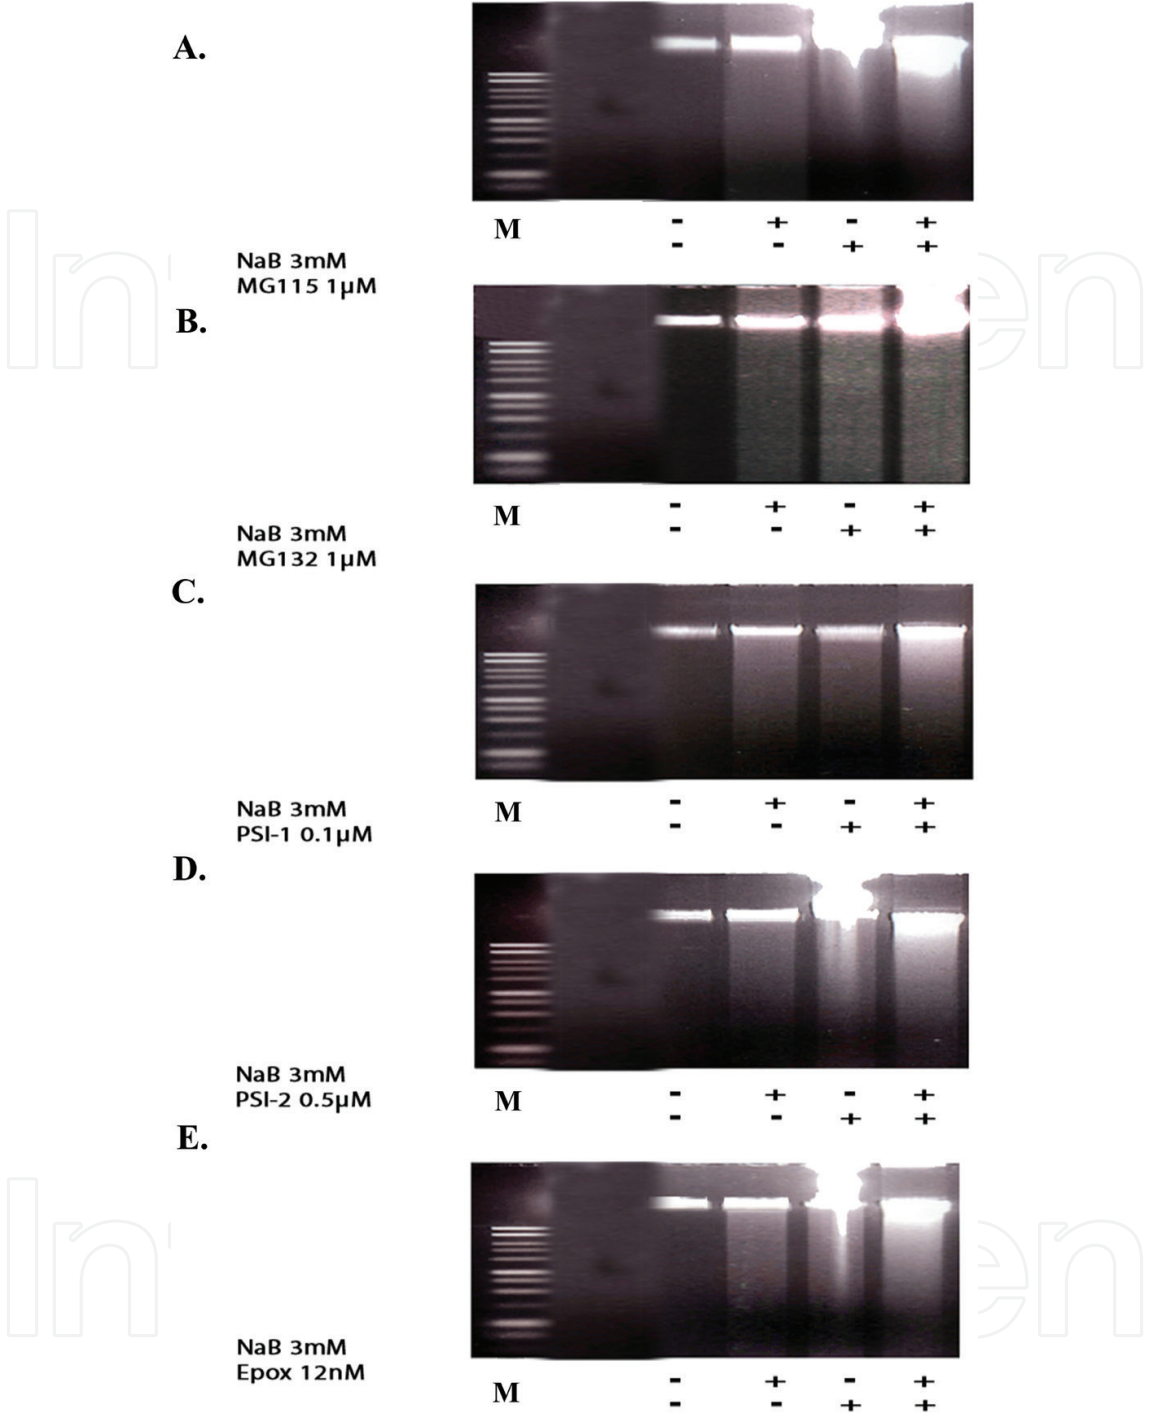 A.
M - + - +
NaB 3mM
- - + +
MG115 1µM
B.
M - + - +
NaB 3mM
- - + +
MG132 1µM
C.
M - + - +
NaB 3mM
- - + +
PSI-1 0.1µM
D.
M - + - +
NaB 3mM
- - + +
PSI-2 0.5µM
E.
M - + - +
NaB 3mM
- - + +
Epox 12nM